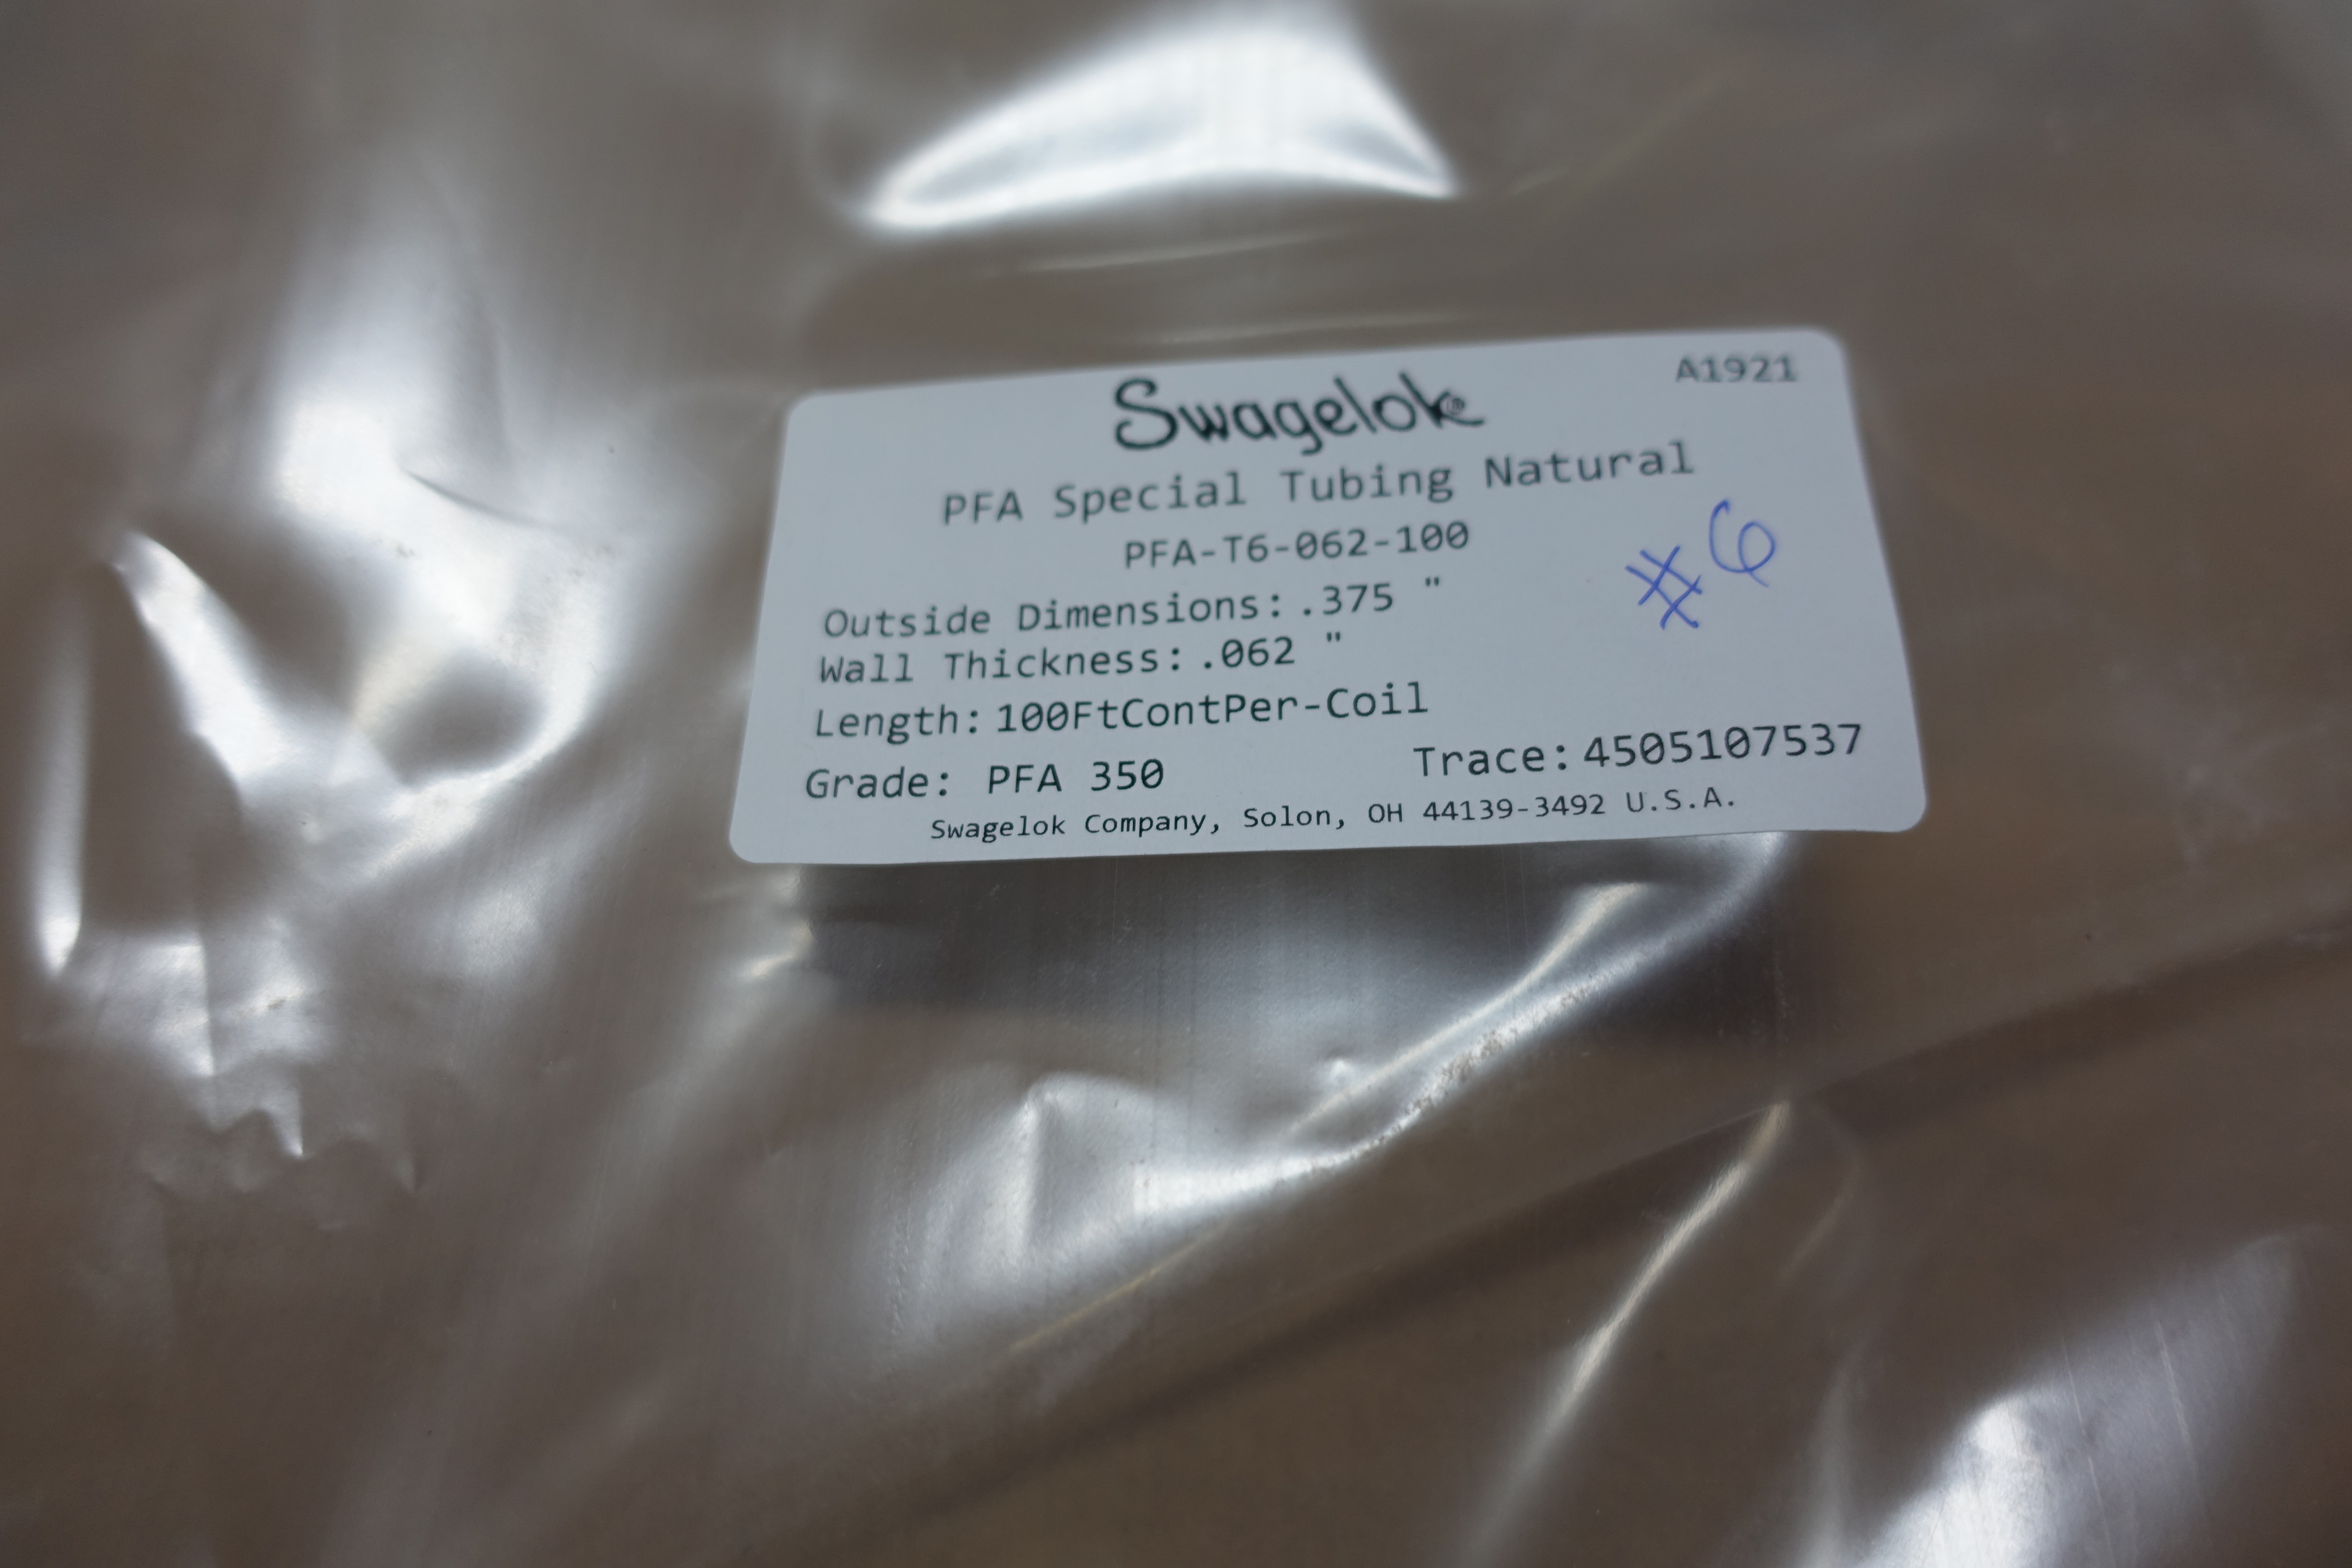 A1921
Swagelok®
PFA Special Tubing Natural
PFA-T6-062-100
#6
Outside Dimensions: .375 "
Wall Thickness: .062 "
Length: 100FtContPer-Coil
Grade: PFA 350
Trace: 4505107537
Swagelok Company, Solon, OH 44139-3492 U.S.A.